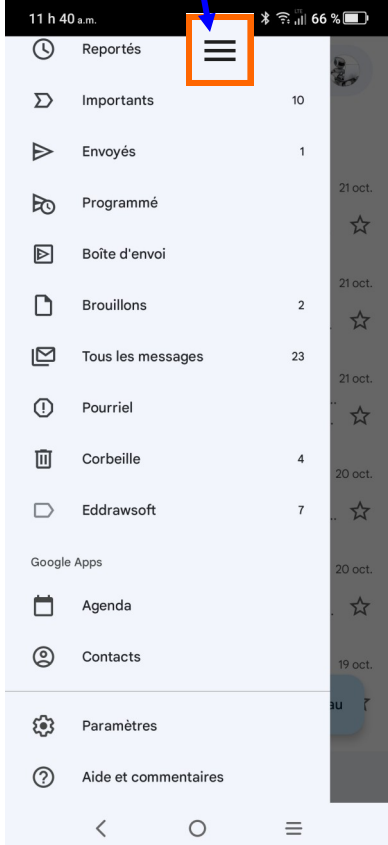 11 h 40 a.m. LTE 66 %
Reportés
Importants 10
Envoyés 1
21 oct.
Programmé
Boîte d'envoi
21 oct.
Brouillons 2
Tous les messages 23
21 oct.
Pourriel
Corbeille 4
20 oct.
Eddrawsoft 7
Google Apps
20 oct.
Agenda
Contacts
19 oct.
au
Paramètres
Aide et commentaires